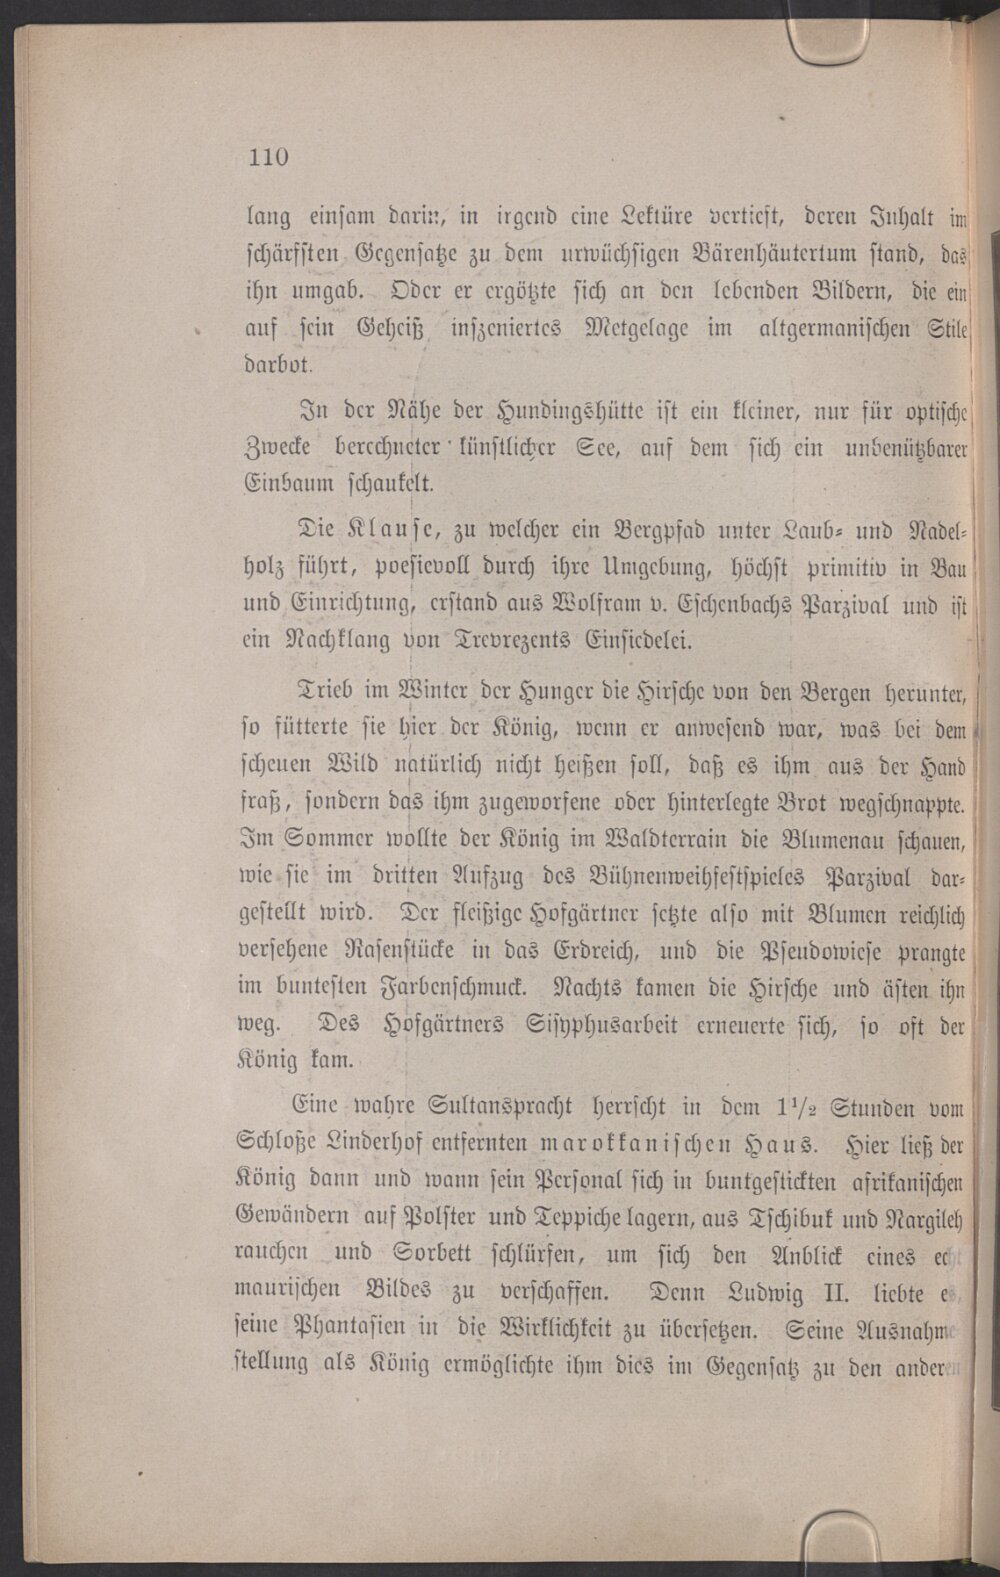 110
lang einsam darin, in irgend eine Lektüre vertieft, deren Inhalt im
schärfsten Gegensatze zu dem urwüchsigen Bärenhäutertum stand, das
ihn umgab. Oder er ergötzte sich an den lebenden Bildern, die ein
auf sein Geheiß inszeniertes Metgelage im altgermanischen Stile
darbot.
In der Nähe der Hundingshütte ist ein kleiner, nur für optische
Zwecke berechneter künstlicher See, auf dem sich ein unbenützbarer
Einbaum schaukelt.
Die Klause, zu welcher ein Bergpfad unter Laub- und Nadel-
holz führt, poesievoll durch ihre Umgebung, höchst primitiv in Bau
und Einrichtung, erstand aus Wolfram v. Eschenbachs Parzival und ist
ein Nachklang von Trevrezents Einsiedelei.
Trieb im Winter der Hunger die Hirsche von den Bergen herunter,
so fütterte sie hier der König, wenn er anwesend war, was bei dem
scheuen Wild natürlich nicht heißen soll, daß es ihm aus der Hand
fraß, sondern das ihm zugeworfene oder hinterlegte Brot wegschnappte.
Im Sommer wollte der König im Waldterrain die Blumenau schauen,
wie sie im dritten Aufzug des Bühnenweihfestspieles Parzival dar-
gestellt wird. Der fleißige Hofgärtner setzte also mit Blumen reichlich
versehene Rasenstücke in das Erdreich, und die Pseudowiese prangte
im buntesten Farbenschmuck. Nachts kamen die Hirsche und ästen ihn
weg. Des Hofgärtners Sisyphusarbeit erneuerte sich, so oft der
König kam.
Eine wahre Sultanspracht herrscht in dem 1 1/2 Stunden vom
Schloße Linderhof entfernten marokkanischen Haus. Hier ließ der
König dann und wann sein Personal sich in buntgestickten afrikanischen
Gewändern auf Polster und Teppiche lagern, aus Tschibuk und Nargileh
rauchen und Sorbett schlürfen, um sich den Anblick eines echt
maurischen Bildes zu verschaffen. Denn Ludwig II. liebte es,
seine Phantasien in die Wirklichkeit zu übersetzen. Seine Ausnahme-
stellung als König ermöglichte ihm dies im Gegensatz zu den anderen